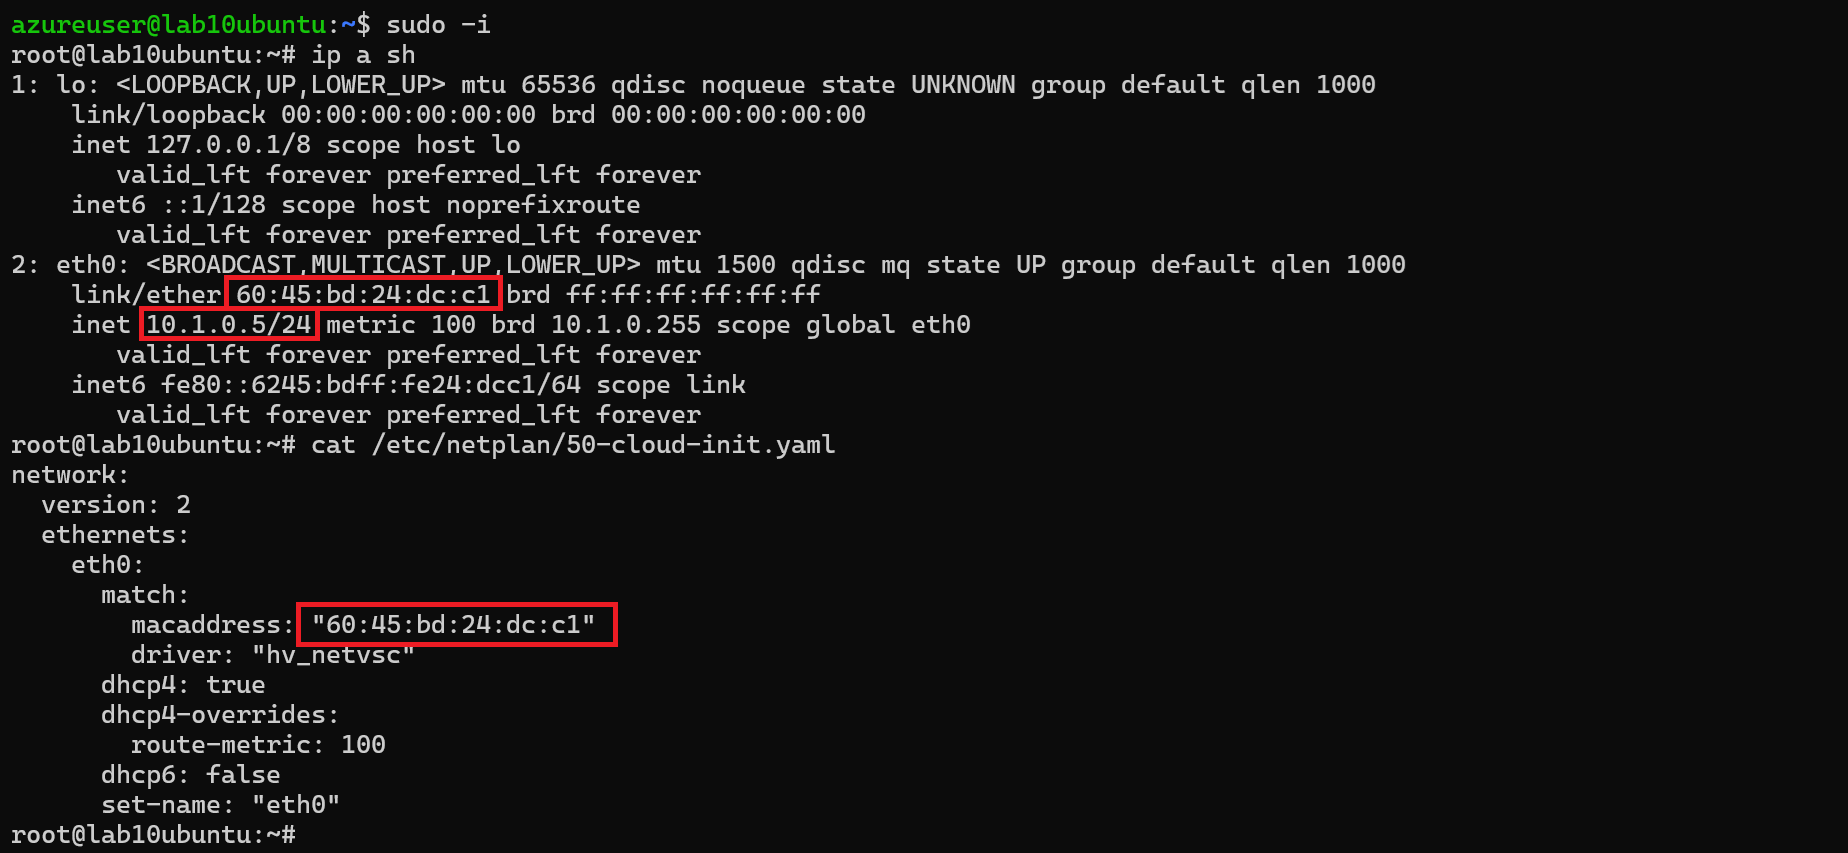 azureuser@lab10ubuntu:~$ sudo -i
root@lab10ubuntu:~# ip a sh
1: lo: <LOOPBACK,UP,LOWER_UP> mtu 65536 qdisc noqueue state UNKNOWN group default qlen 1000
    link/loopback 00:00:00:00:00:00 brd 00:00:00:00:00:00
    inet 127.0.0.1/8 scope host lo
       valid_lft forever preferred_lft forever
    inet6 ::1/128 scope host noprefixroute
       valid_lft forever preferred_lft forever
2: eth0: <BROADCAST,MULTICAST,UP,LOWER_UP> mtu 1500 qdisc mq state UP group default qlen 1000
    link/ether 60:45:bd:24:dc:c1 brd ff:ff:ff:ff:ff:ff
    inet 10.1.0.5/24 metric 100 brd 10.1.0.255 scope global eth0
       valid_lft forever preferred_lft forever
    inet6 fe80::6245:bdff:fe24:dcc1/64 scope link
       valid_lft forever preferred_lft forever
root@lab10ubuntu:~# cat /etc/netplan/50-cloud-init.yaml
network:
  version: 2
  ethernets:
    eth0:
      match:
        macaddress: "60:45:bd:24:dc:c1"
        driver: "hv_netvsc"
      dhcp4: true
      dhcp4-overrides:
        route-metric: 100
      dhcp6: false
      set-name: "eth0"
root@lab10ubuntu:~#